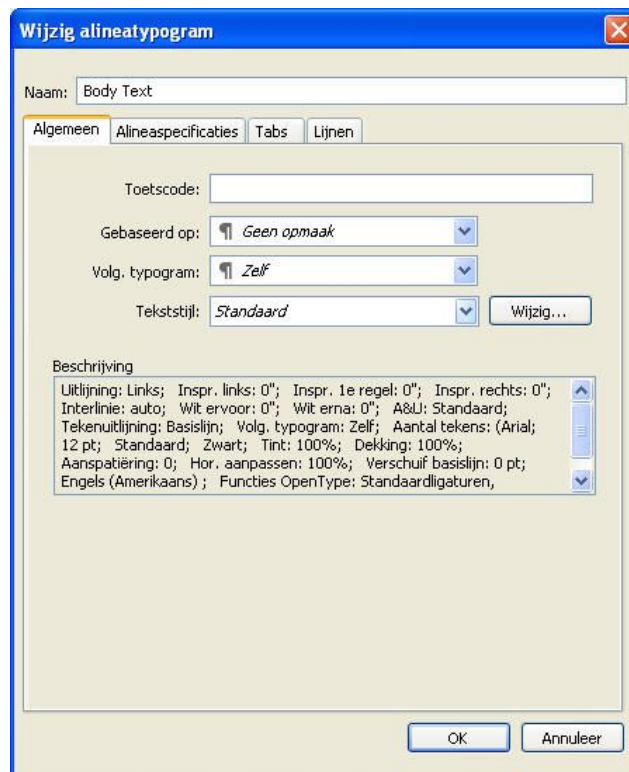 Wijzig alineatypogram
Naam: Body Text
Algemeen Alineaspecificaties Tabs Lijnen
Toetscode:
Gebaseerd op: ¶ Geen opmaak
Volg. typogram: ¶ Zelf
Tekststijl: Standaard Wijzig...
Beschrijving
Uitlijning: Links; Inspr. links: 0"; Inspr. 1e regel: 0"; Inspr. rechts: 0";
Interlinie: auto; Wit ervoor: 0"; Wit erna: 0"; A&U: Standaard;
Tekenuitlijning: Basislijn; Volg. typogram: Zelf; Aantal tekens: (Arial;
12 pt; Standaard; Zwart; Tint: 100%; Dekking: 100%;
Aanspatiëring: 0; Hor. aanpassen: 100%; Verschuif basislijn: 0 pt;
Engels (Amerikaans) ; Functies OpenType: Standaardligaturen,
OK Annuleer